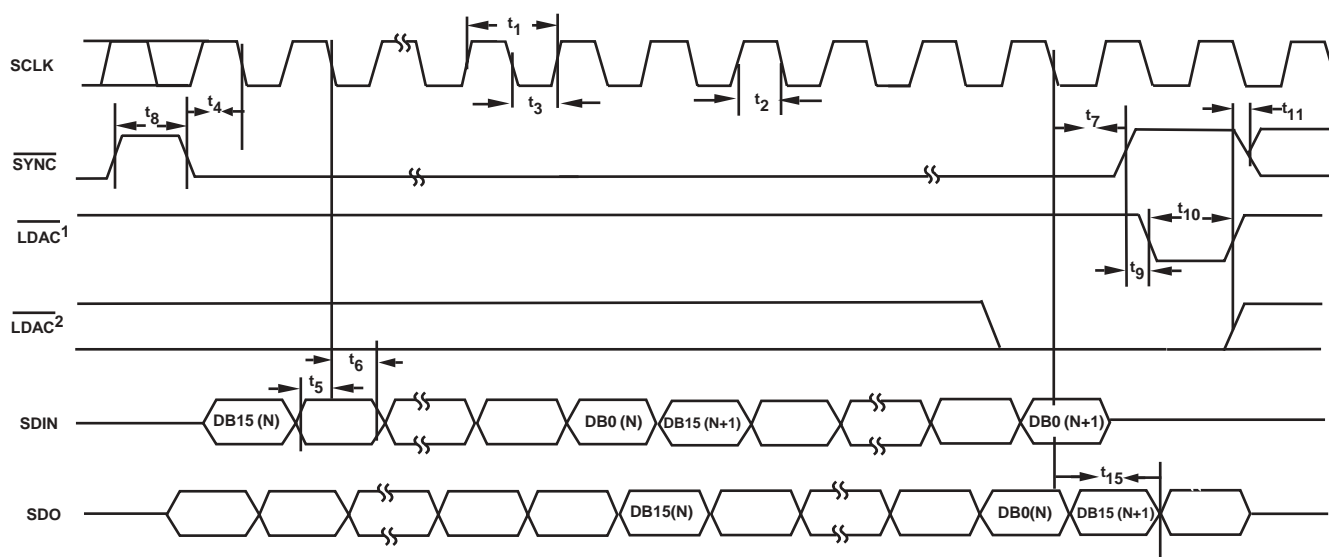 t1
SCLK
t4
t3
t2
t8
t7
t11
SYNC
LDAC1
t10
t9
LDAC2
t6
t5
SDIN
DB15 (N)
DB0 (N)
DB15 (N+1)
DB0 (N+1)
t15
SDO
DB15(N)
DB0(N)
DB15 (N+1)